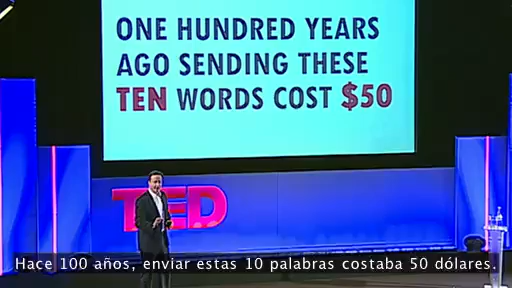 ONE HUNDRED YEARS
AGO SENDING THESE
TEN WORDS COST $50
TED
Hace 100 años, enviar estas 10 palabras costaba 50 dólares.